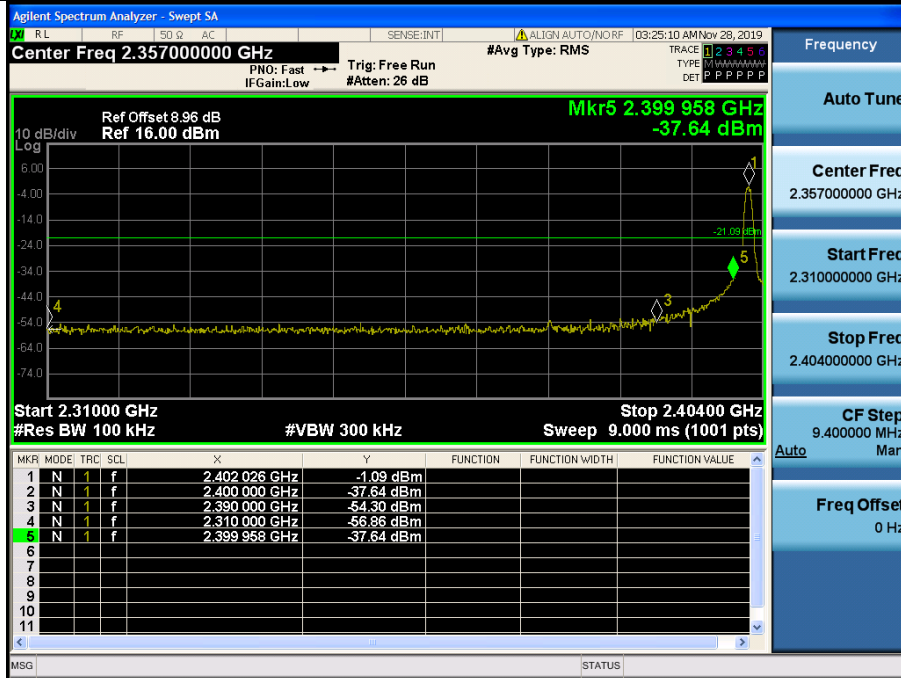 Agilent Spectrum Analyzer - Swept SA
LXI RL RF 50 Ω AC SENSE:INT ALIGN AUTO/NO RF 03:25:10 AM Nov 28, 2019
Center Freq 2.357000000 GHz #Avg Type: RMS TRACE 1 2 3 4 5 6
PNO: Fast Trig: Free Run TYPE M WWWWW
IFGain:Low #Atten: 26 dB DET P P P P P P
Mkr5 2.399 958 GHz
-37.64 dBm
Ref Offset 8.96 dB
10 dB/div Ref 16.00 dBm
Log
6.00
-4.00
-14.0
-24.0
-34.0
-44.0
-54.0
-64.0
-74.0
1
-21.09 dBm
5
4
3
Start 2.31000 GHz Stop 2.40400 GHz
#Res BW 100 kHz #VBW 300 kHz Sweep 9.000 ms (1001 pts)
MKR MODE TRC SCL X Y FUNCTION FUNCTION WIDTH FUNCTION VALUE
1 N 1 f 2.402 026 GHz -1.09 dBm
2 N 1 f 2.400 000 GHz -37.64 dBm
3 N 1 f 2.390 000 GHz -54.30 dBm
4 N 1 f 2.310 000 GHz -56.86 dBm
5 N 1 f 2.399 958 GHz -37.64 dBm
6
7
8
9
10
11
MSG STATUS
Frequency
Auto Tune
Center Freq
2.357000000 GHz
Start Freq
2.310000000 GHz
Stop Freq
2.404000000 GHz
CF Step
9.400000 MHz
Auto Man
Freq Offset
0 Hz